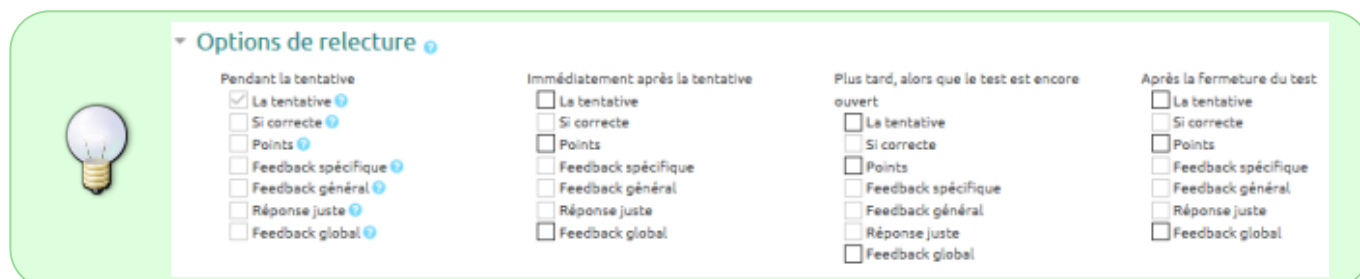 Options de relecture
Pendant la tentative
La tentative
Si correcte
Points
Feedback spécifique
Feedback général
Réponse juste
Feedback global
Immédiatement après la tentative
La tentative
Si correcte
Points
Feedback spécifique
Feedback général
Réponse juste
Feedback global
Plus tard, alors que le test est encore
ouvert
La tentative
Si correcte
Points
Feedback spécifique
Feedback général
Réponse juste
Feedback global
Après la fermeture du test
La tentative
Si correcte
Points
Feedback spécifique
Feedback général
Réponse juste
Feedback global